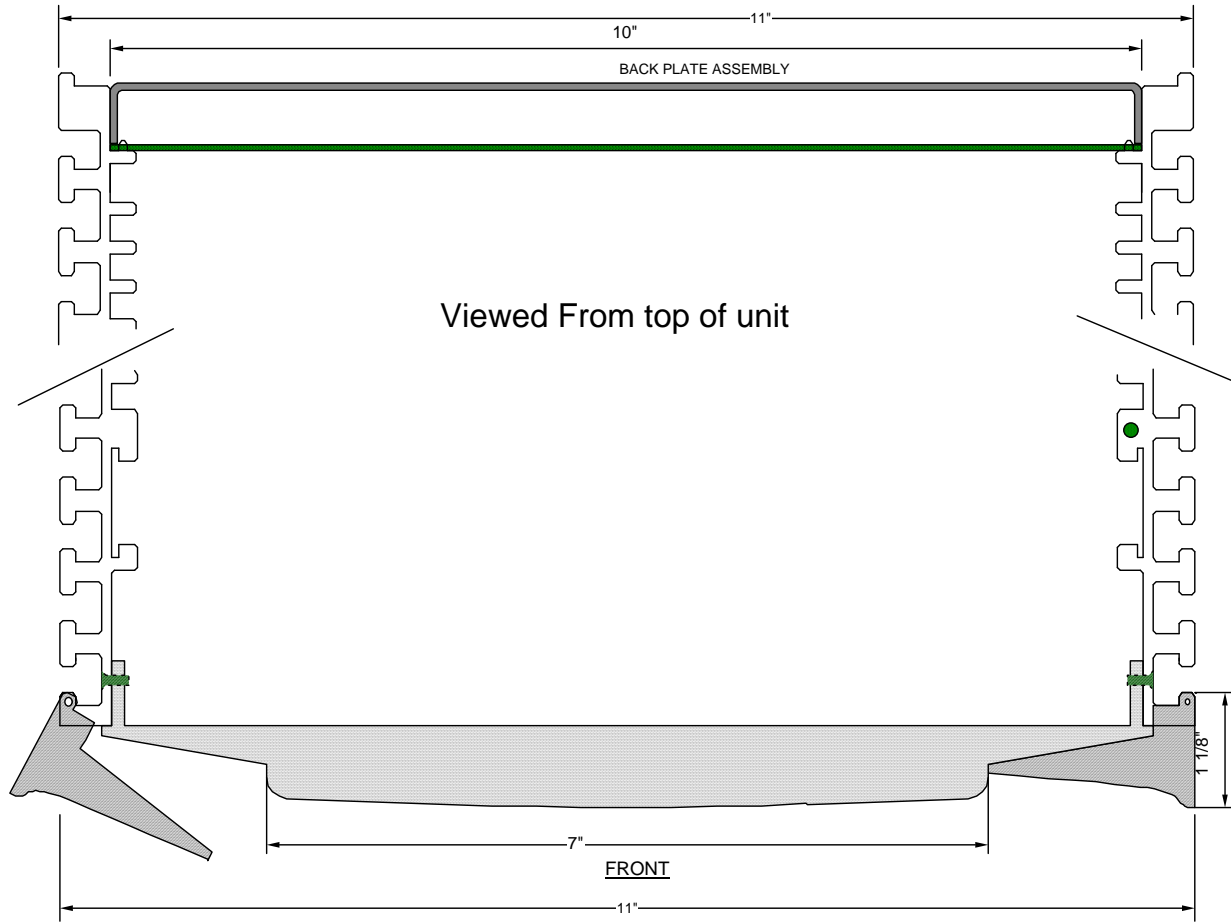 11"
10"
BACK PLATE ASSEMBLY
Viewed From top of unit
1 1/8"
7"
FRONT
11"